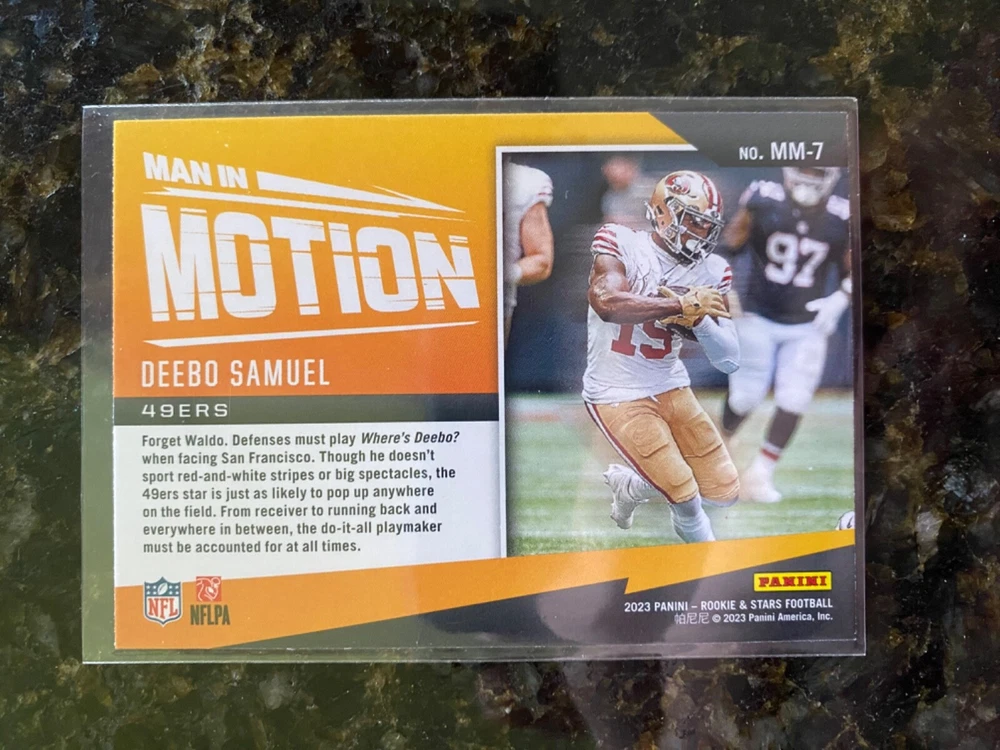 NO. MM-7
MAN IN
MOTION
DEEBO SAMUEL
49ERS
Forget Waldo. Defenses must play Where's Deebo?
when facing San Francisco. Though he doesn't
sport red-and-white stripes or big spectacles, the
49ers star is just as likely to pop up anywhere
on the field. From receiver to running back and
everywhere in between, the do-it-all playmaker
must be accounted for at all times.
97
19
NFL
NFLPA
PANINI
2023 PANINI – ROOKIE & STARS FOOTBALL
帕尼尼 © 2023 Panini America, Inc.